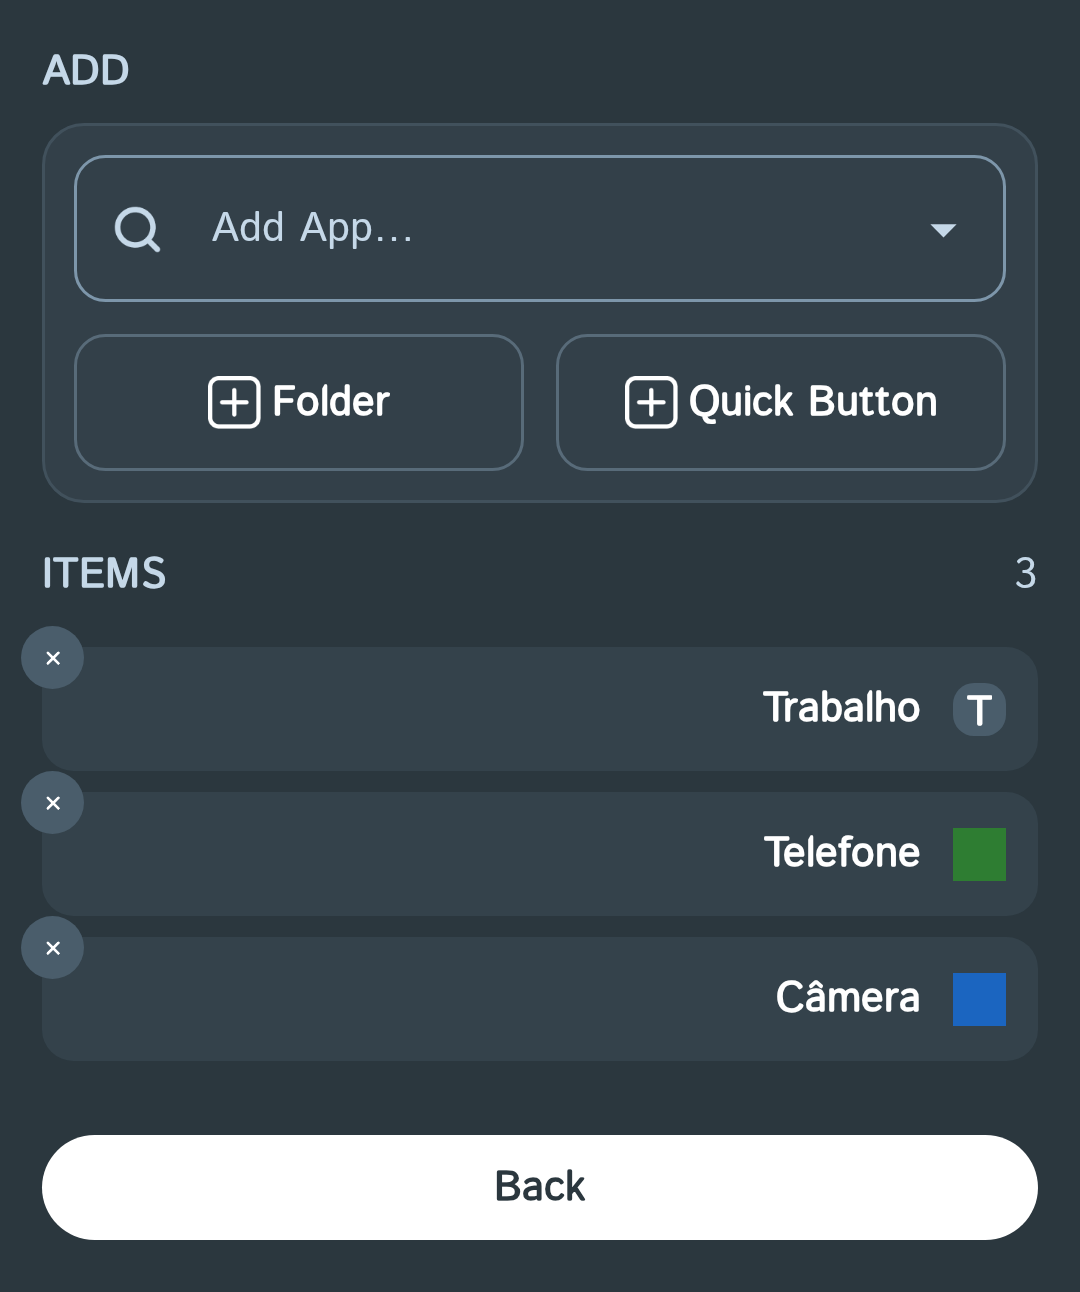 ADD
Add App...
Folder
Quick Button
ITEMS 3
Trabalho T
Telefone
Câmera
Back